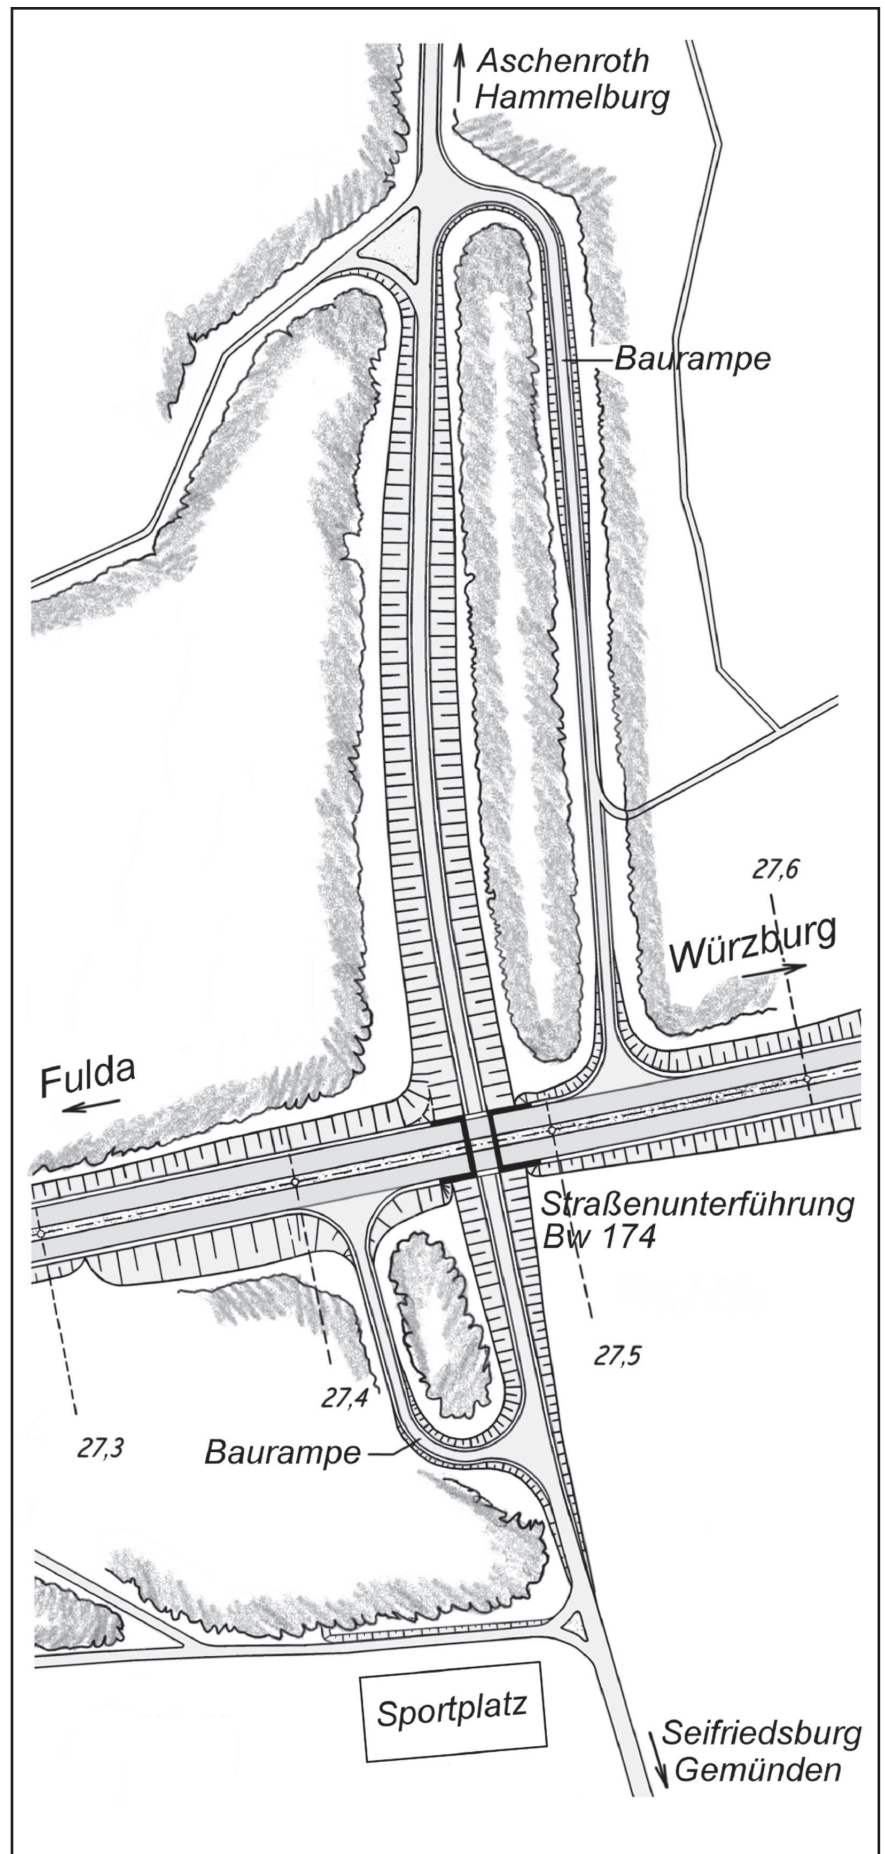 Aschenroth
Hammelburg
Baurampe
27,6
Würzburg
Fulda
Straßenunterführung
Bw 174
27,5
27,4
27,3
Baurampe
Sportplatz
Seifriedsburg
Gemünden